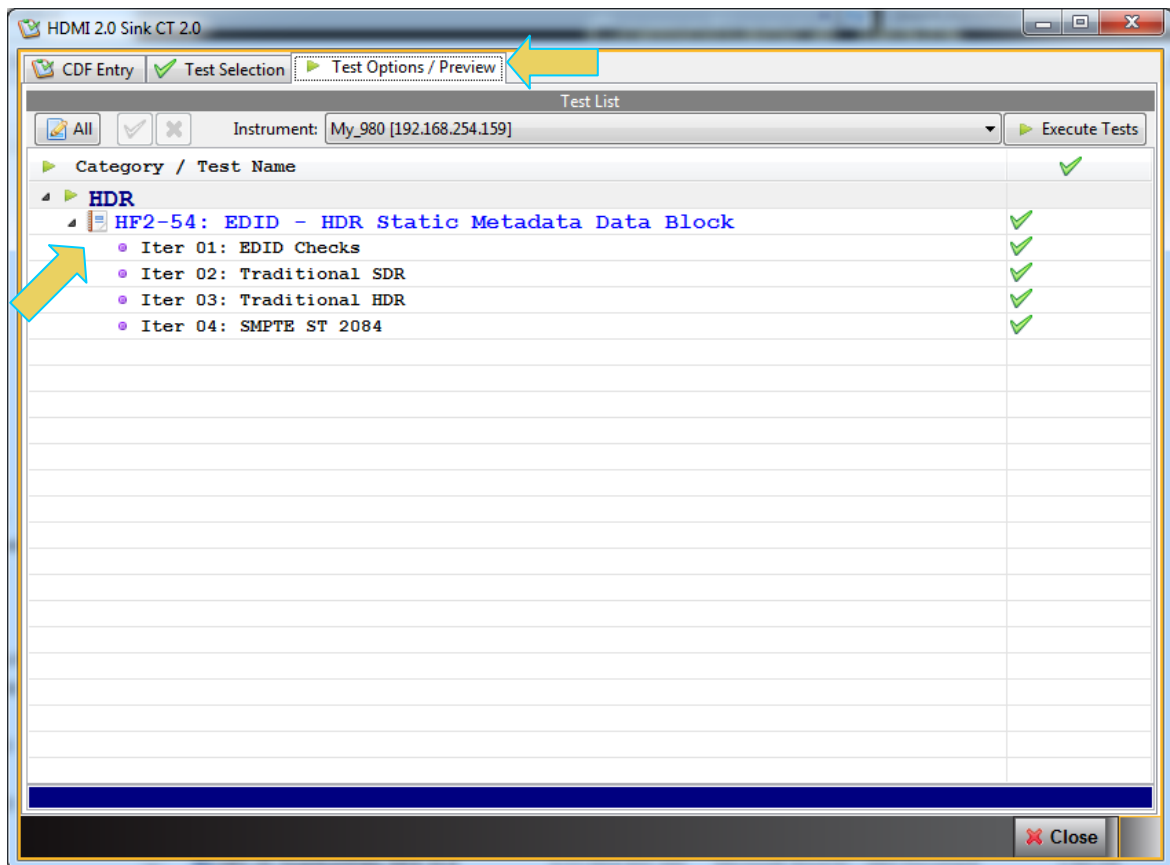 HDMI 2.0 Sink CT 2.0
CDF Entry Test Selection Test Options / Preview
Test List
All Instrument: My_980 [192.168.254.159] Execute Tests
Category / Test Name
HDR
HF2-54: EDID - HDR Static Metadata Data Block
Iter 01: EDID Checks
Iter 02: Traditional SDR
Iter 03: Traditional HDR
Iter 04: SMPTE ST 2084
Close